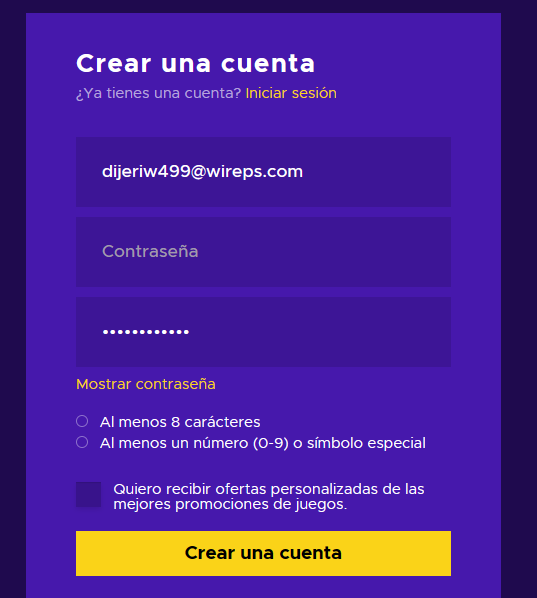 Crear una cuenta
¿Ya tienes una cuenta? Iniciar sesión
dijeriw499@wireps.com
Contraseña
••••••••••••
Mostrar contraseña
Al menos 8 carácteres
Al menos un número (0-9) o símbolo especial
Quiero recibir ofertas personalizadas de las
mejores promociones de juegos.
Crear una cuenta